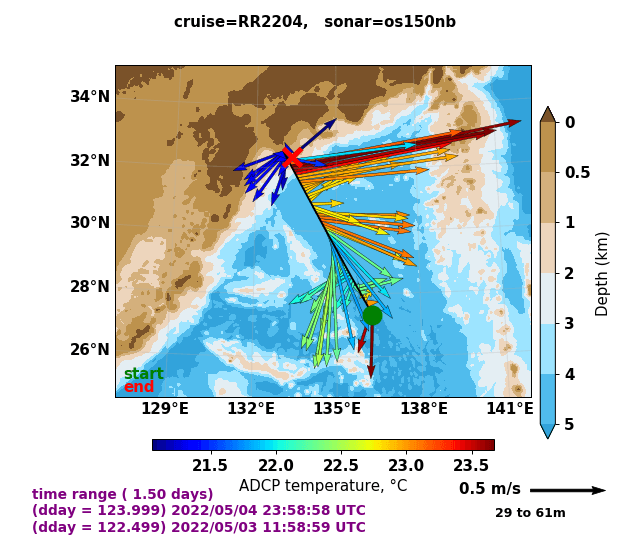 cruise=RR2204,   sonar=os150nb
34°N
32°N
30°N
28°N
26°N
129°E
132°E
135°E
138°E
141°E
start
end
0
0.5
1
2
3
4
5
Depth (km)
21.5
22.0
22.5
23.0
23.5
ADCP temperature, °C
0.5 m/s
29 to 61m
time range ( 1.50 days)
(dday = 123.999) 2022/05/04 23:58:58 UTC
(dday = 122.499) 2022/05/03 11:58:59 UTC